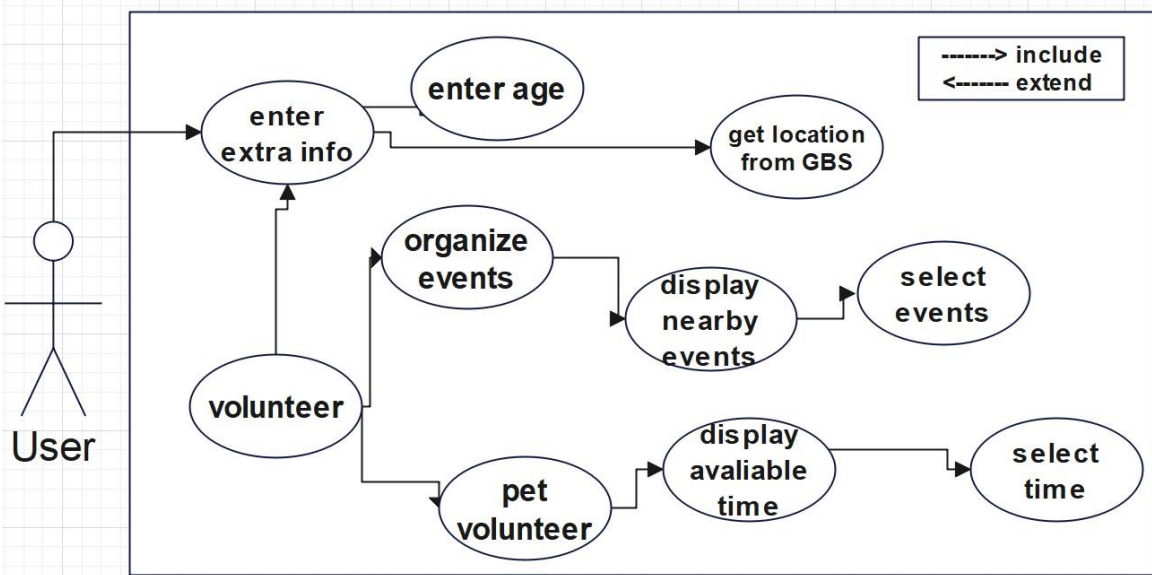 -------> include
<------- extend
enter age
enter
extra info
get location
from GBS
organize
events
select
events
display
nearby
events
volunteer
User
display
avaliable
time
select
time
pet
volunteer